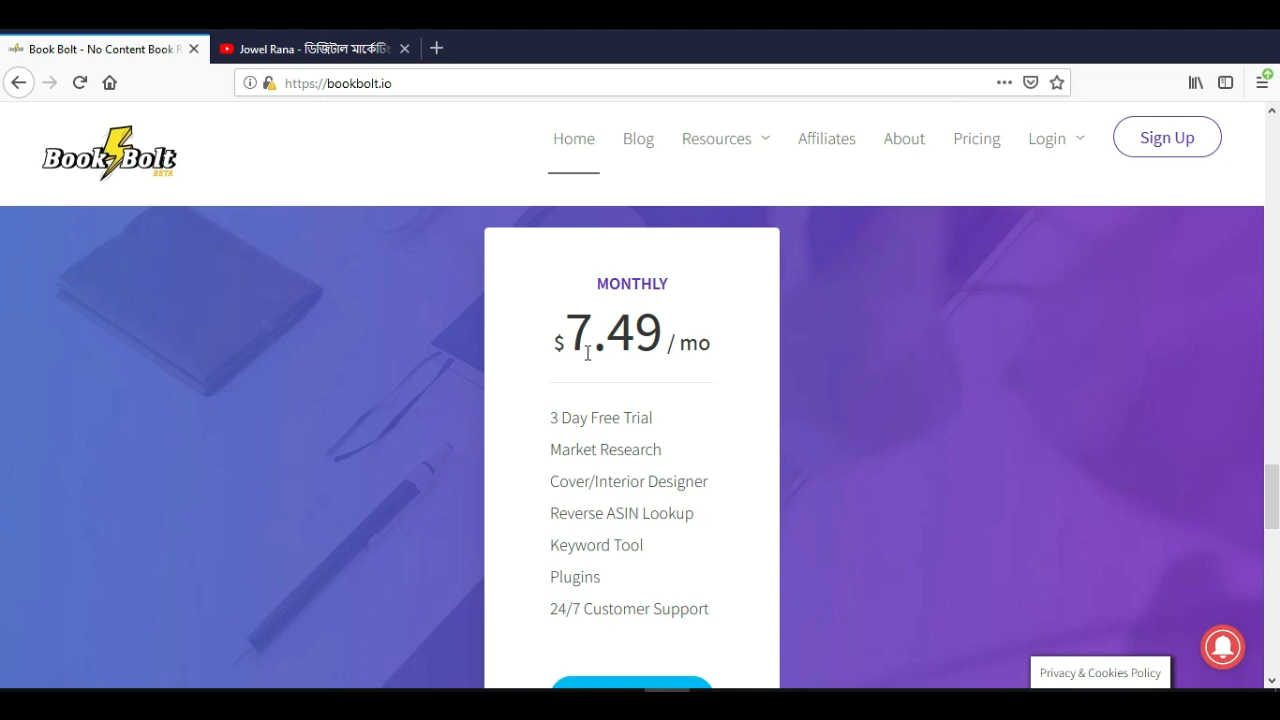 Book Bolt - No Content Book R
Jowel Rana - ডিজিটাল মার্কেটিং
https://bookbolt.io
Book Bolt
BETA
Home
Blog
Resources
Affiliates
About
Pricing
Login
Sign Up
MONTHLY
$7.49 / mo
3 Day Free Trial
Market Research
Cover/Interior Designer
Reverse ASIN Lookup
Keyword Tool
Plugins
24/7 Customer Support
Privacy & Cookies Policy